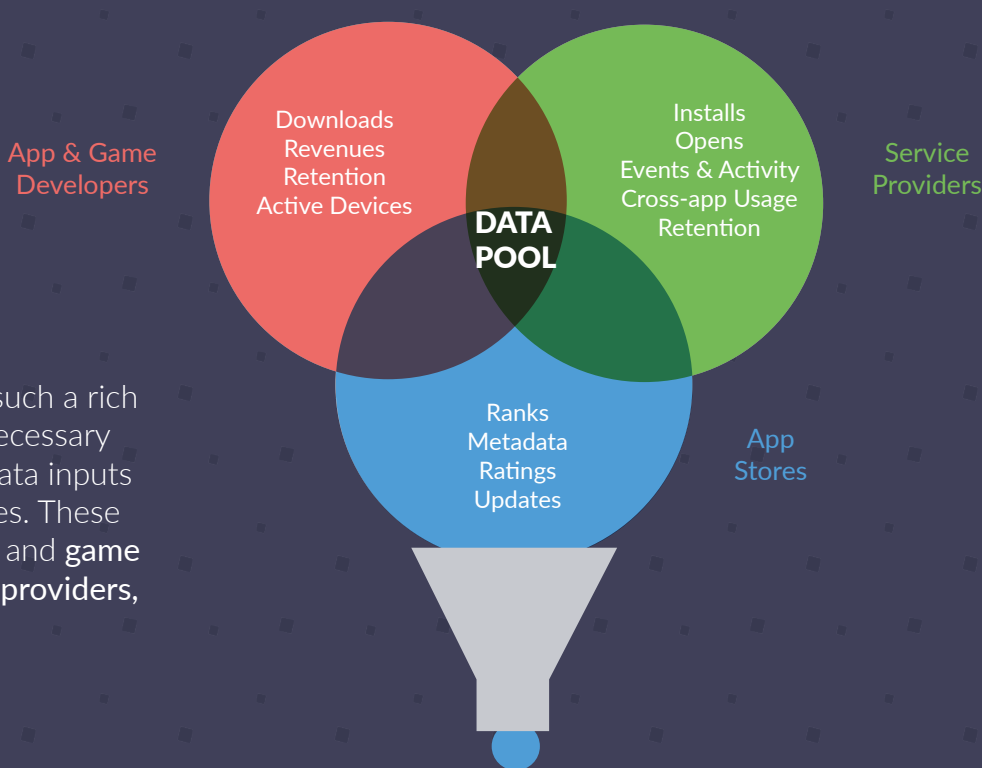 App & Game
Developers
Downloads
Revenues
Retention
Active Devices
DATA
POOL
Installs
Opens
Events & Activity
Cross-app Usage
Retention
Service
Providers
such a rich
ecessary
ata inputs
es. These
and game
providers,
Ranks
Metadata
Ratings
Updates
App
Stores